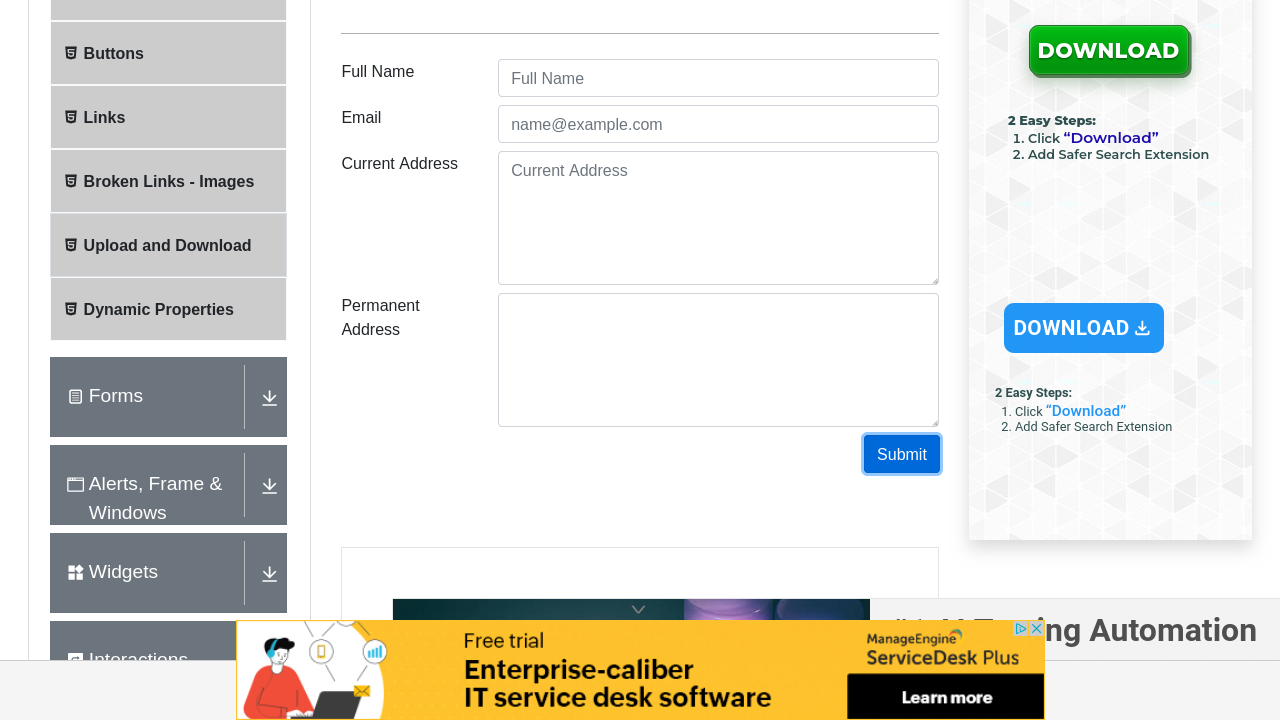 Buttons
Links
Broken Links - Images
Upload and Download
Dynamic Properties
Forms
Alerts, Frame &
Windows
Widgets
Interactions
Full Name
Full Name
Email
name@example.com
Current Address
Current Address
Permanent
Address
Submit
DOWNLOAD
2 Easy Steps:
1. Click “Download”
2. Add Safer Search Extension
DOWNLOAD
2 Easy Steps:
1. Click “Download”
2. Add Safer Search Extension
Automation
Free trial
Enterprise-caliber
IT service desk software
ManageEngine
ServiceDesk Plus
Learn more